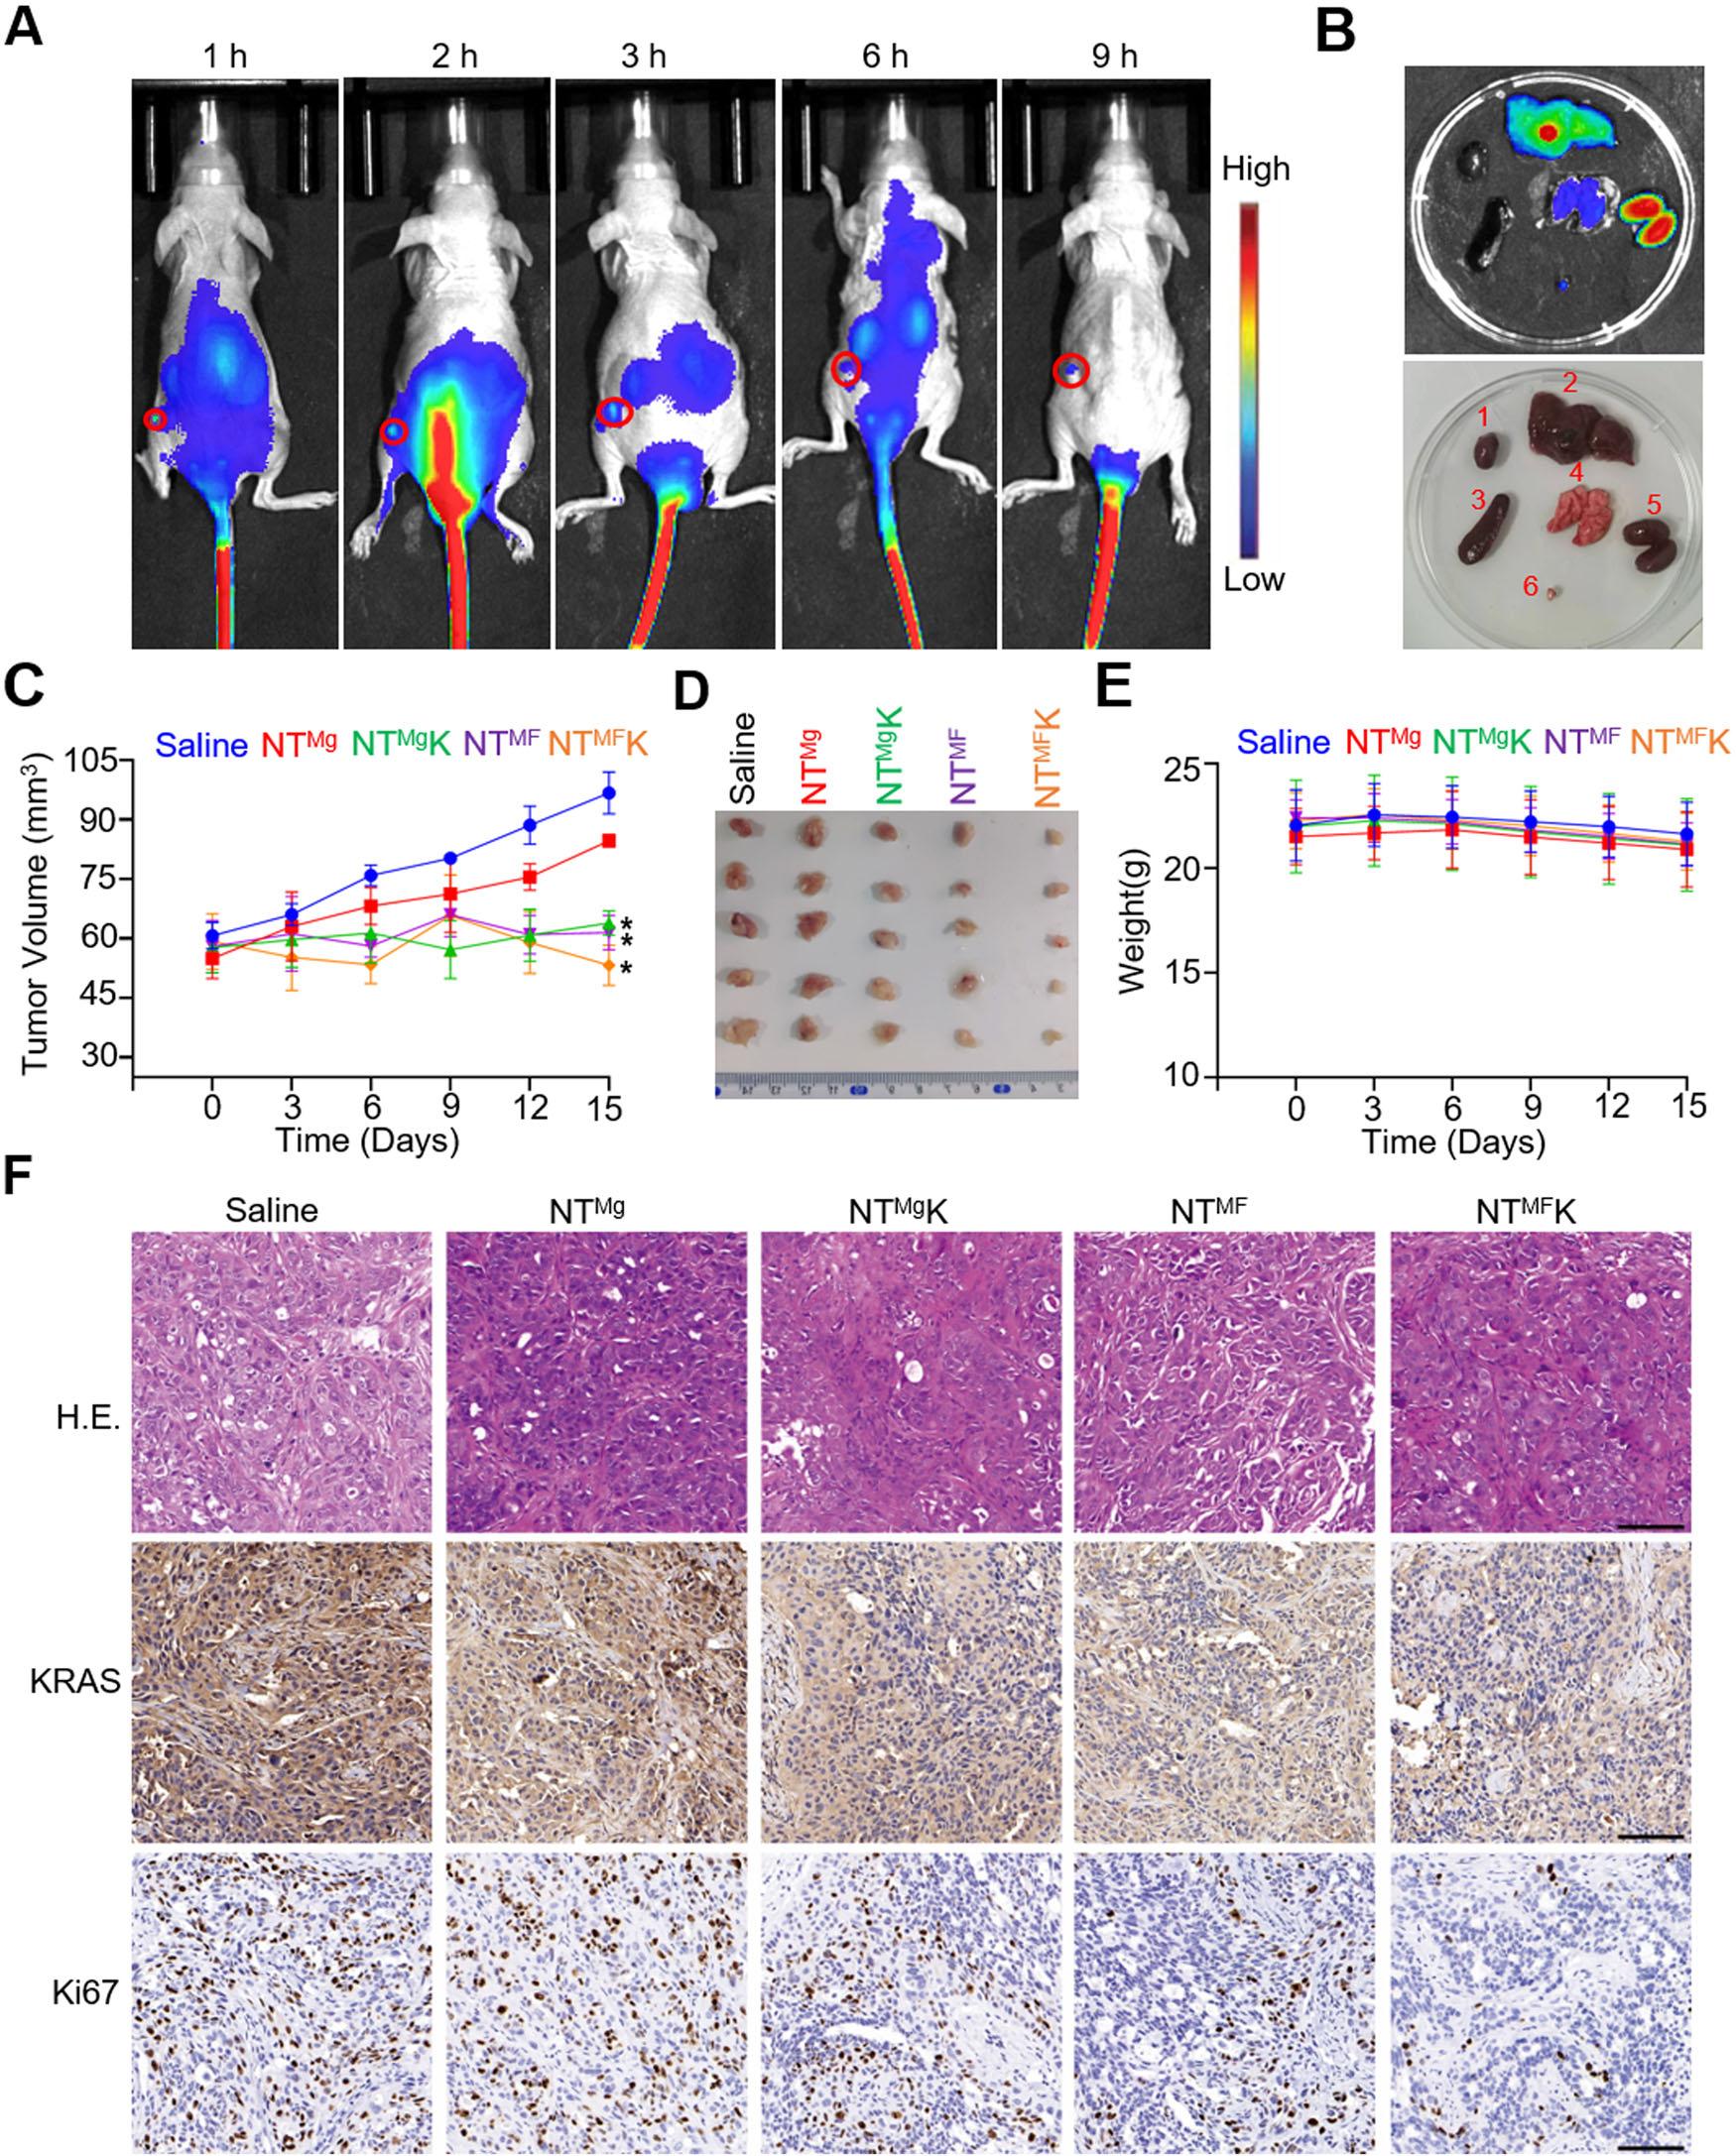 A
1 h 2 h 3 h 6 h 9 h
High
Low
B
1
2
3
4
5
6
C
Saline NTMg NTMgK NTMF NTMFK
Tumor Volume (mm3)
105
90
75
60
45
30
*
*
*
0 3 6 9 12 15
Time (Days)
D
Saline
NTMg
NTMgK
NTMF
NTMFK
E
Saline NTMg NTMgK NTMF NTMFK
Weight(g)
25
20
15
10
0 3 6 9 12 15
Time (Days)
F
Saline NTMg NTMgK NTMF NTMFK
H.E.
KRAS
Ki67